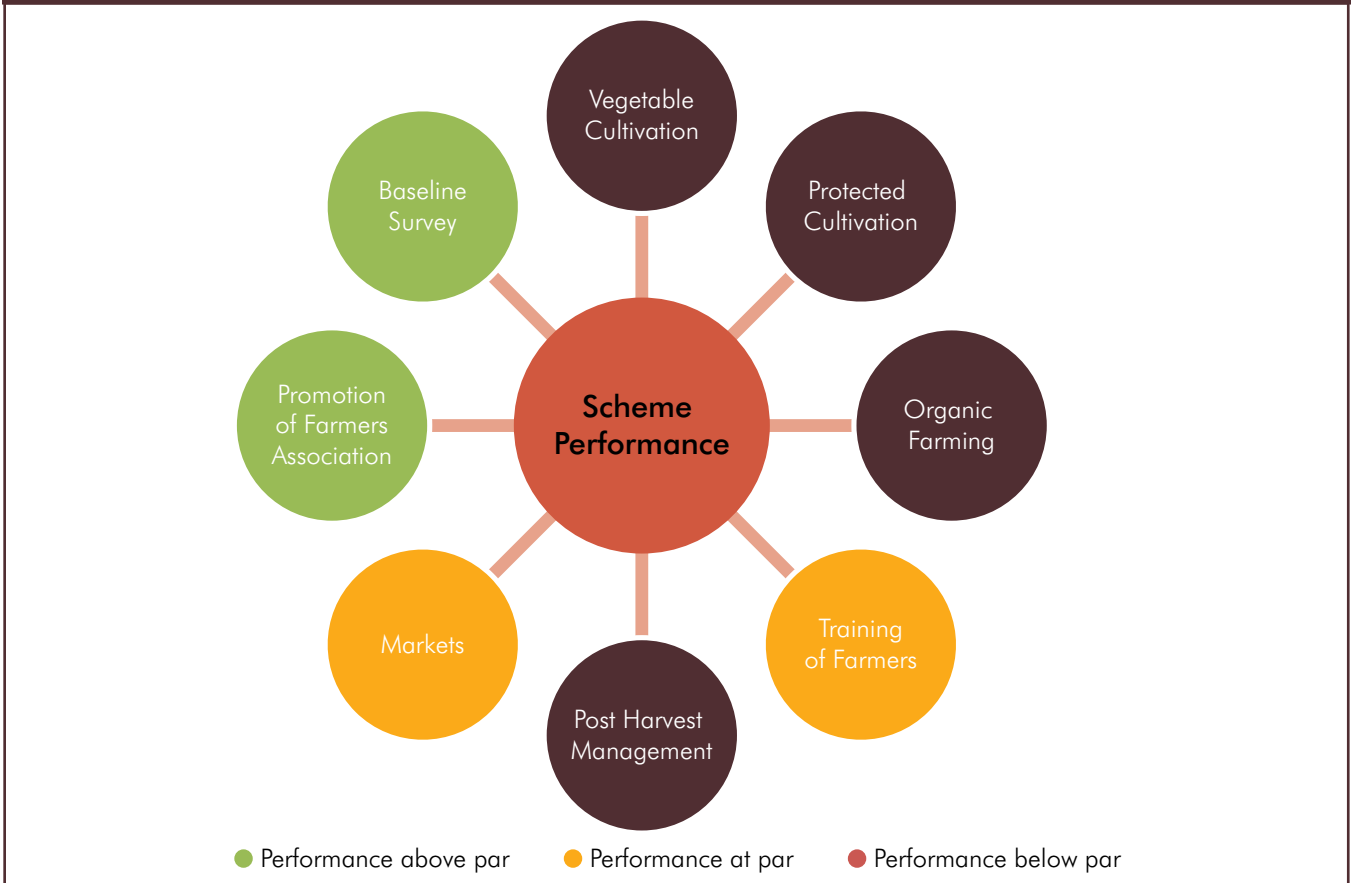 Vegetable
Cultivation
Protected
Cultivation
Organic
Farming
Training
of Farmers
Post Harvest
Management
Markets
Promotion
of Farmers
Association
Baseline
Survey
Scheme
Performance
Performance above par
Performance at par
Performance below par